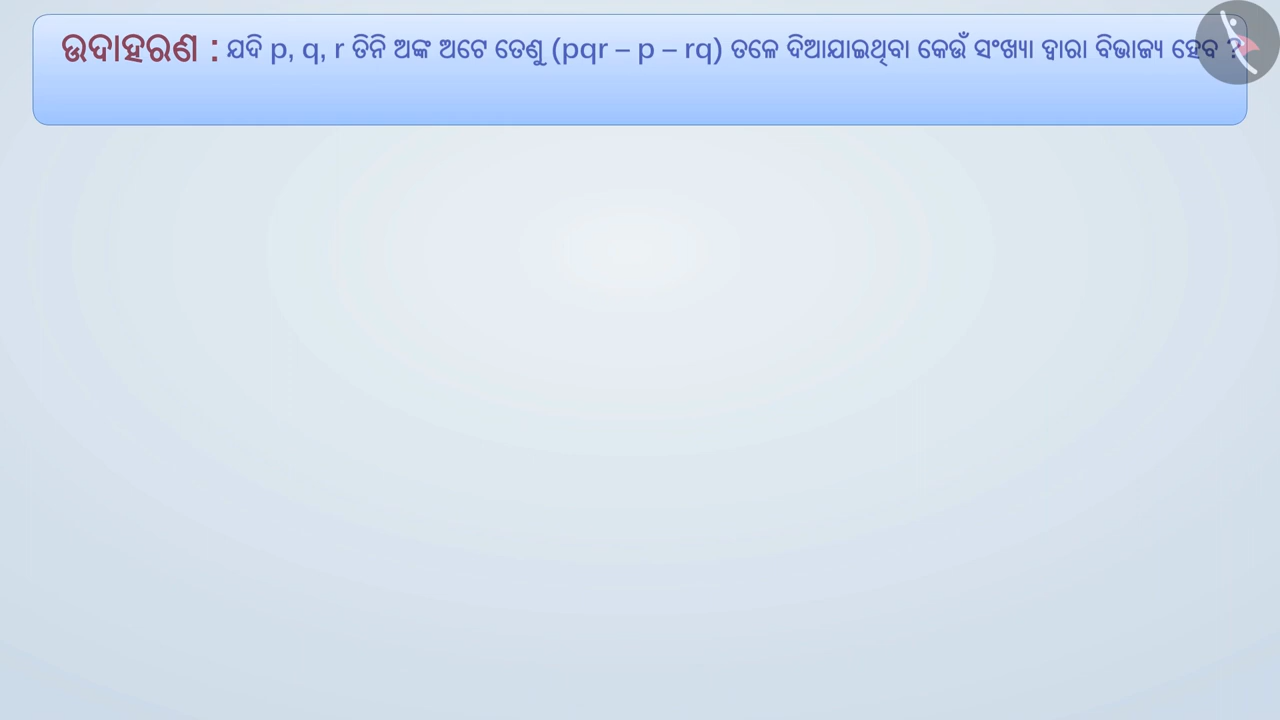 ଉଦାହରଣ : ଯଦି p, q, r ତିନି ଅଙ୍କ ଅଟେ ତେଣୁ (pqr – p – rq) ତଳେ ଦିଆଯାଇଥିବା କେଉଁ ସଂଖ୍ୟା ଦ୍ୱାରା ବିଭାଜ୍ୟ ହେବ ?